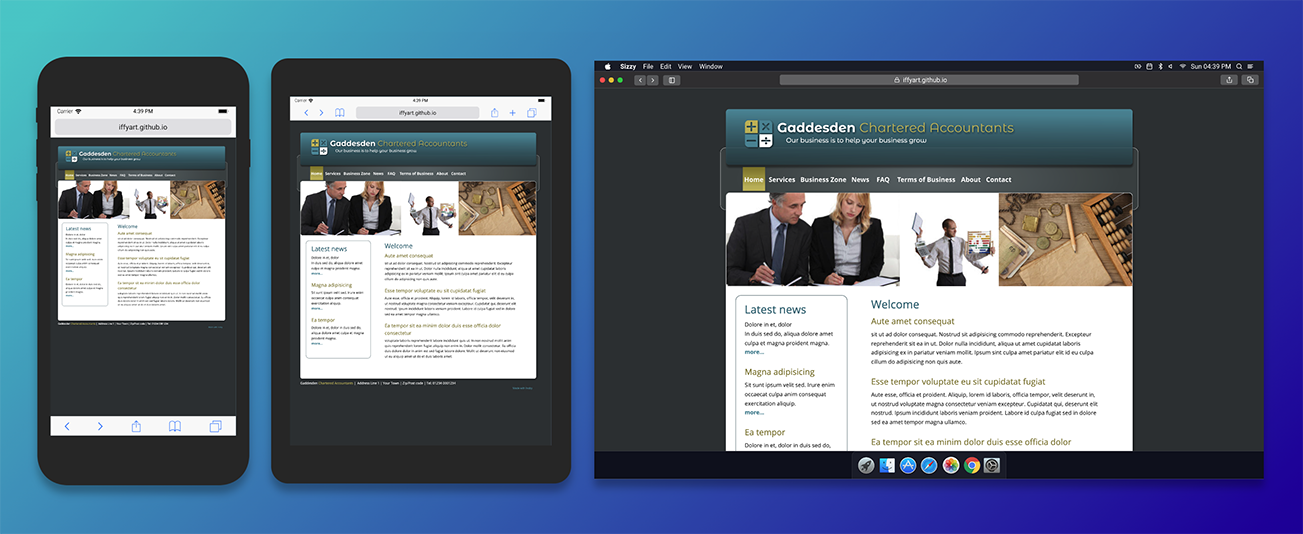 Carrier
4:39 PM
iffyart.github.io
Gaddesden Chartered Accountants
Our business is to help your business grow
Home Services Business Zone News FAQ Terms of Business About Contact
Latest news
Magna adipiscing
Ea tempor
Welcome
Aute amet consequat
Esse tempor voluptate eu sit cupidatat fugiat
Ea tempor sit ea minim dolor duis esse officia dolor
consectetur
Carrier
4:39 PM
iffyart.github.io
Gaddesden Chartered Accountants
Our business is to help your business grow
Home Services Business Zone News FAQ Terms of Business About Contact
Latest news
Dolore in et, dolor
in duis sed do, aliqua dolore amet
culpa et magna proident magna.
more...
Magna adipisicing
Sit sunt ipsum velit sed. Irure enim
occaecat culpa anim consequat
exercitation aliquip.
more...
Ea tempor
Dolore in et, dolor in duis sed do,
aliqua dolore amet culpa et magna
proident magna.
more...
Welcome
Aute amet consequat
Esse tempor voluptate eu sit cupidatat fugiat
Ea tempor sit ea minim dolor duis esse officia dolor
consectetur
Gaddesden Chartered Accountants | Address Line 1 | Your Town | Zip/Post code | Tel: 01234 5001234
Sizzy File Edit View Window
Sun 04:39 PM
iffyart.github.io
Gaddesden Chartered Accountants
Our business is to help your business grow
Home Services Business Zone News FAQ Terms of Business About Contact
Latest news
Dolore in et, dolor
In duis sed do, aliqua dolore amet
culpa et magna proident magna.
more...
Magna adipisicing
Sit sunt ipsum velit sed. Irure enim
occaecat culpa anim consequat
exercitation aliquip.
more...
Ea tempor
Dolore in et, dolor in duis sed do,
Welcome
Aute amet consequat
sit ut ad dolor consequat. Nostrud sit adipisicing commodo reprehenderit. Excepteur
reprehenderit sit ea in ut. Dolor nulla incididunt, aliqua ut amet cupidatat laboris
adipisicing ex in pariatur veniam mollit. Ipsum sint culpa amet pariatur elit id eu culpa
cillum do adipisicing non quis aute.
Esse tempor voluptate eu sit cupidatat fugiat
Aute esse, officia et proident. Aliquip, lorem id laboris, officia tempor, velit deserunt in,
ut nostrud voluptate magna consectetur veniam excepteur. Cupidatat qui, deserunt elit
nostrud. Ipsum incididunt laboris veniam proident. Labore id culpa fugiat sed in dolore
sed ea amet tempor magna ullamco.
Ea tempor sit ea minim dolor duis esse officia dolor